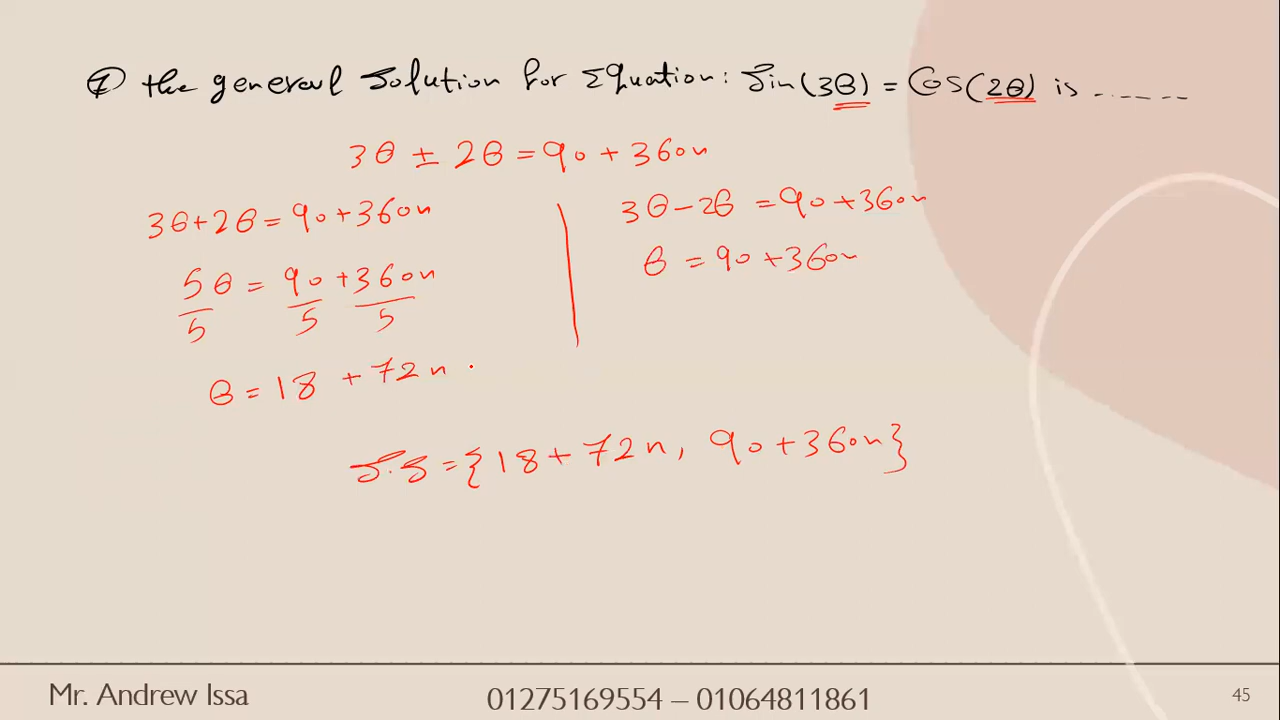 ① the general solution for Equation: Sin(3θ) = Cos(2θ) is ------
3θ ± 2θ = 90 + 360n
3θ+2θ = 90+360n
5θ/5 = 90/5 + 360n/5
θ = 18 + 72n
3θ-2θ = 90+360n
θ = 90+360n
S.S = {18+72n, 90+360n}
Mr. Andrew Issa
01275169554 – 01064811861
45